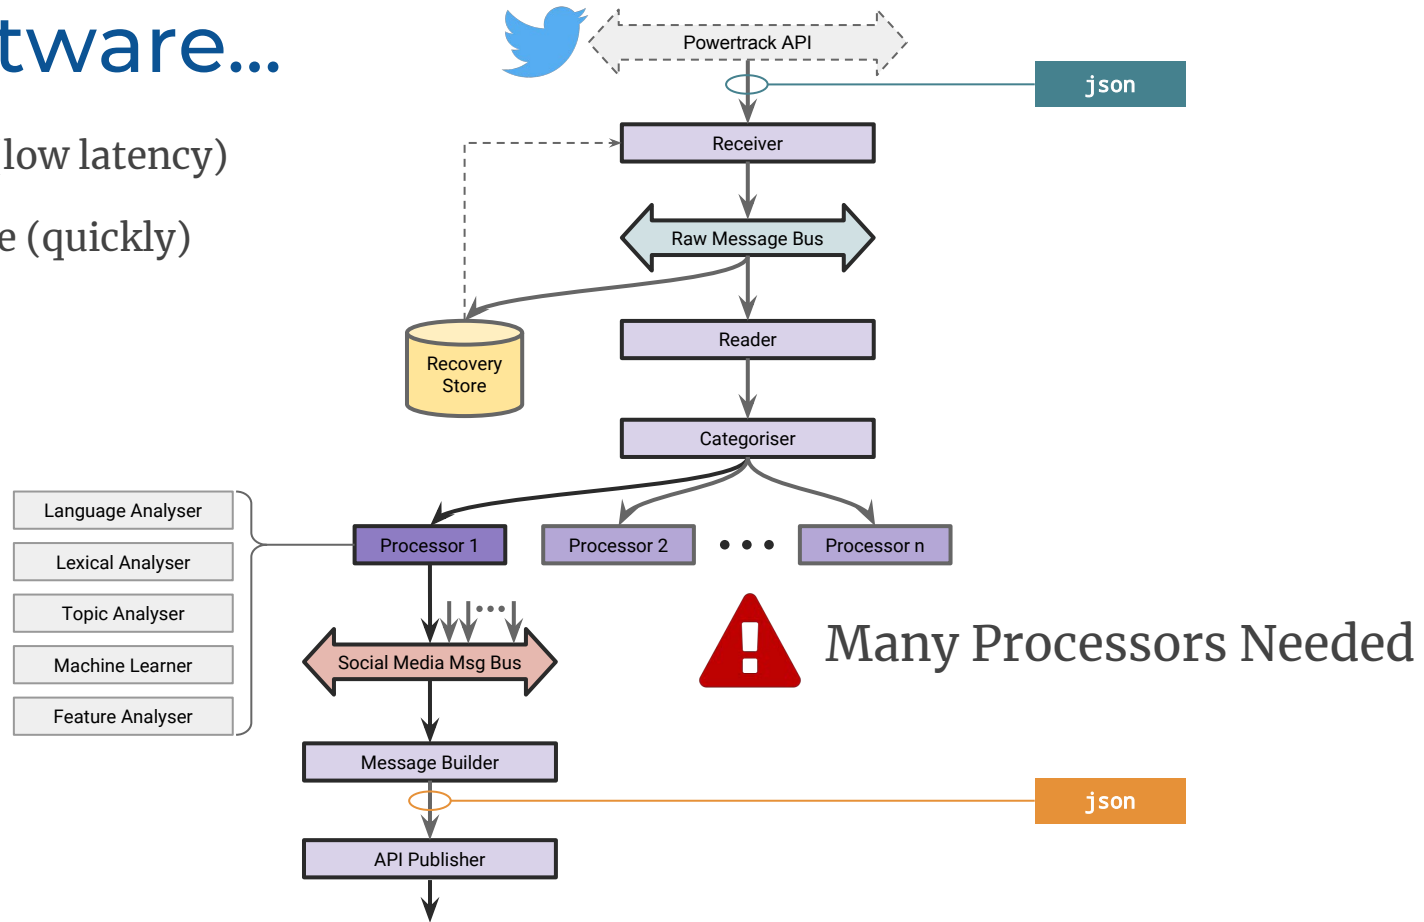 tware...
low latency)
e (quickly)
Powertrack API
json
Receiver
Raw Message Bus
Recovery
Store
Reader
Categoriser
Language Analyser
Lexical Analyser
Topic Analyser
Machine Learner
Feature Analyser
Processor 1
Processor 2
Processor n
Many Processors Needed
Social Media Msg Bus
Message Builder
json
API Publisher